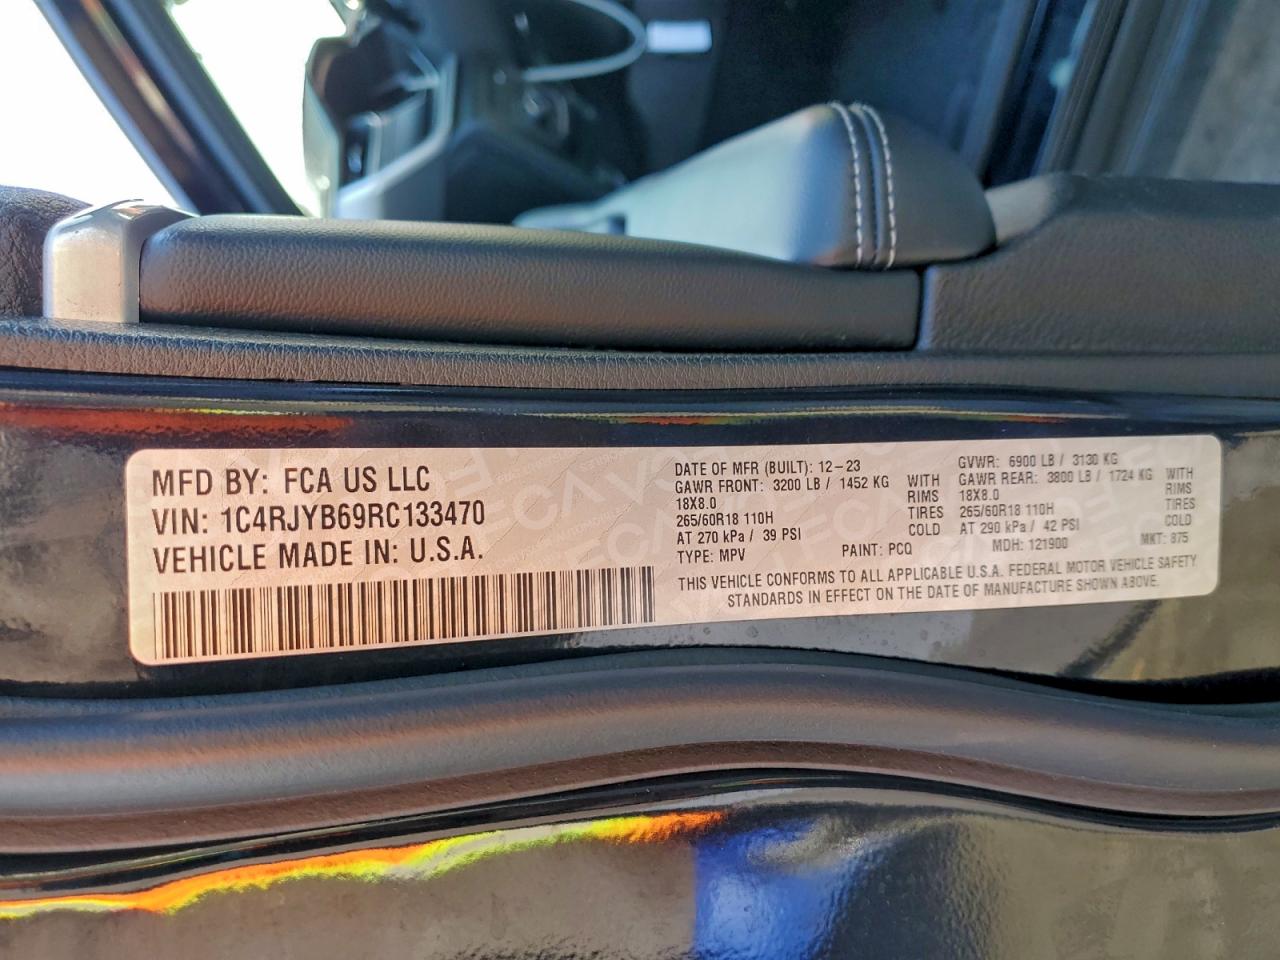 MFD BY: FCA US LLC
VIN: 1C4RJYB69RC133470
VEHICLE MADE IN: U.S.A.
DATE OF MFR (BUILT): 12-23
GAWR FRONT: 3200 LB / 1452 KG WITH
18X8.0 RIMS
265/60R18 110H TIRES
AT 270 kPa / 39 PSI COLD
TYPE: MPV PAINT: PCQ
GVWR: 6900 LB / 3130 KG
GAWR REAR: 3800 LB / 1724 KG WITH
18X8.0 RIMS
265/60R18 110H TIRES
AT 290 kPa / 42 PSI COLD
MDH: 121900 MKT: 875
THIS VEHICLE CONFORMS TO ALL APPLICABLE U.S.A. FEDERAL MOTOR VEHICLE SAFETY
STANDARDS IN EFFECT ON THE DATE OF MANUFACTURE SHOWN ABOVE.